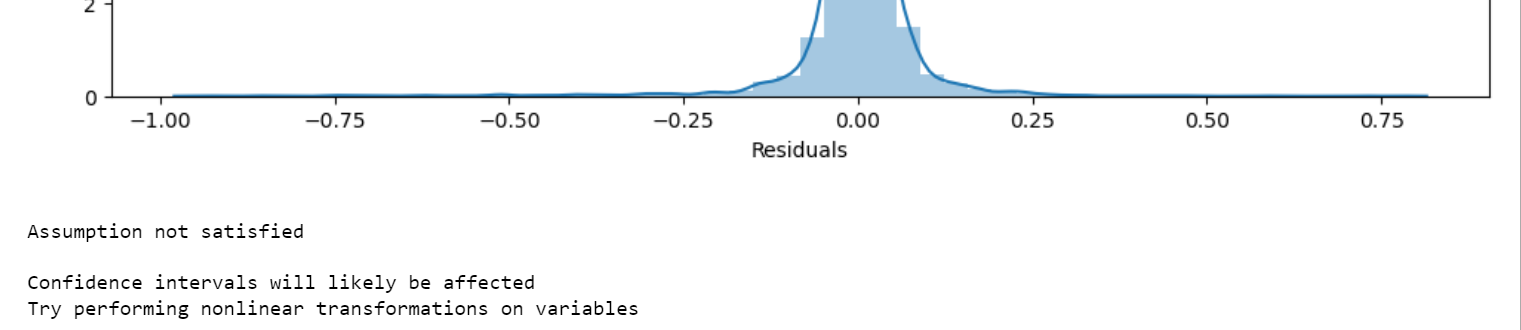 2
0
−1.00 −0.75 −0.50 −0.25 0.00 0.25 0.50 0.75
Residuals
Assumption not satisfied
Confidence intervals will likely be affected
Try performing nonlinear transformations on variables